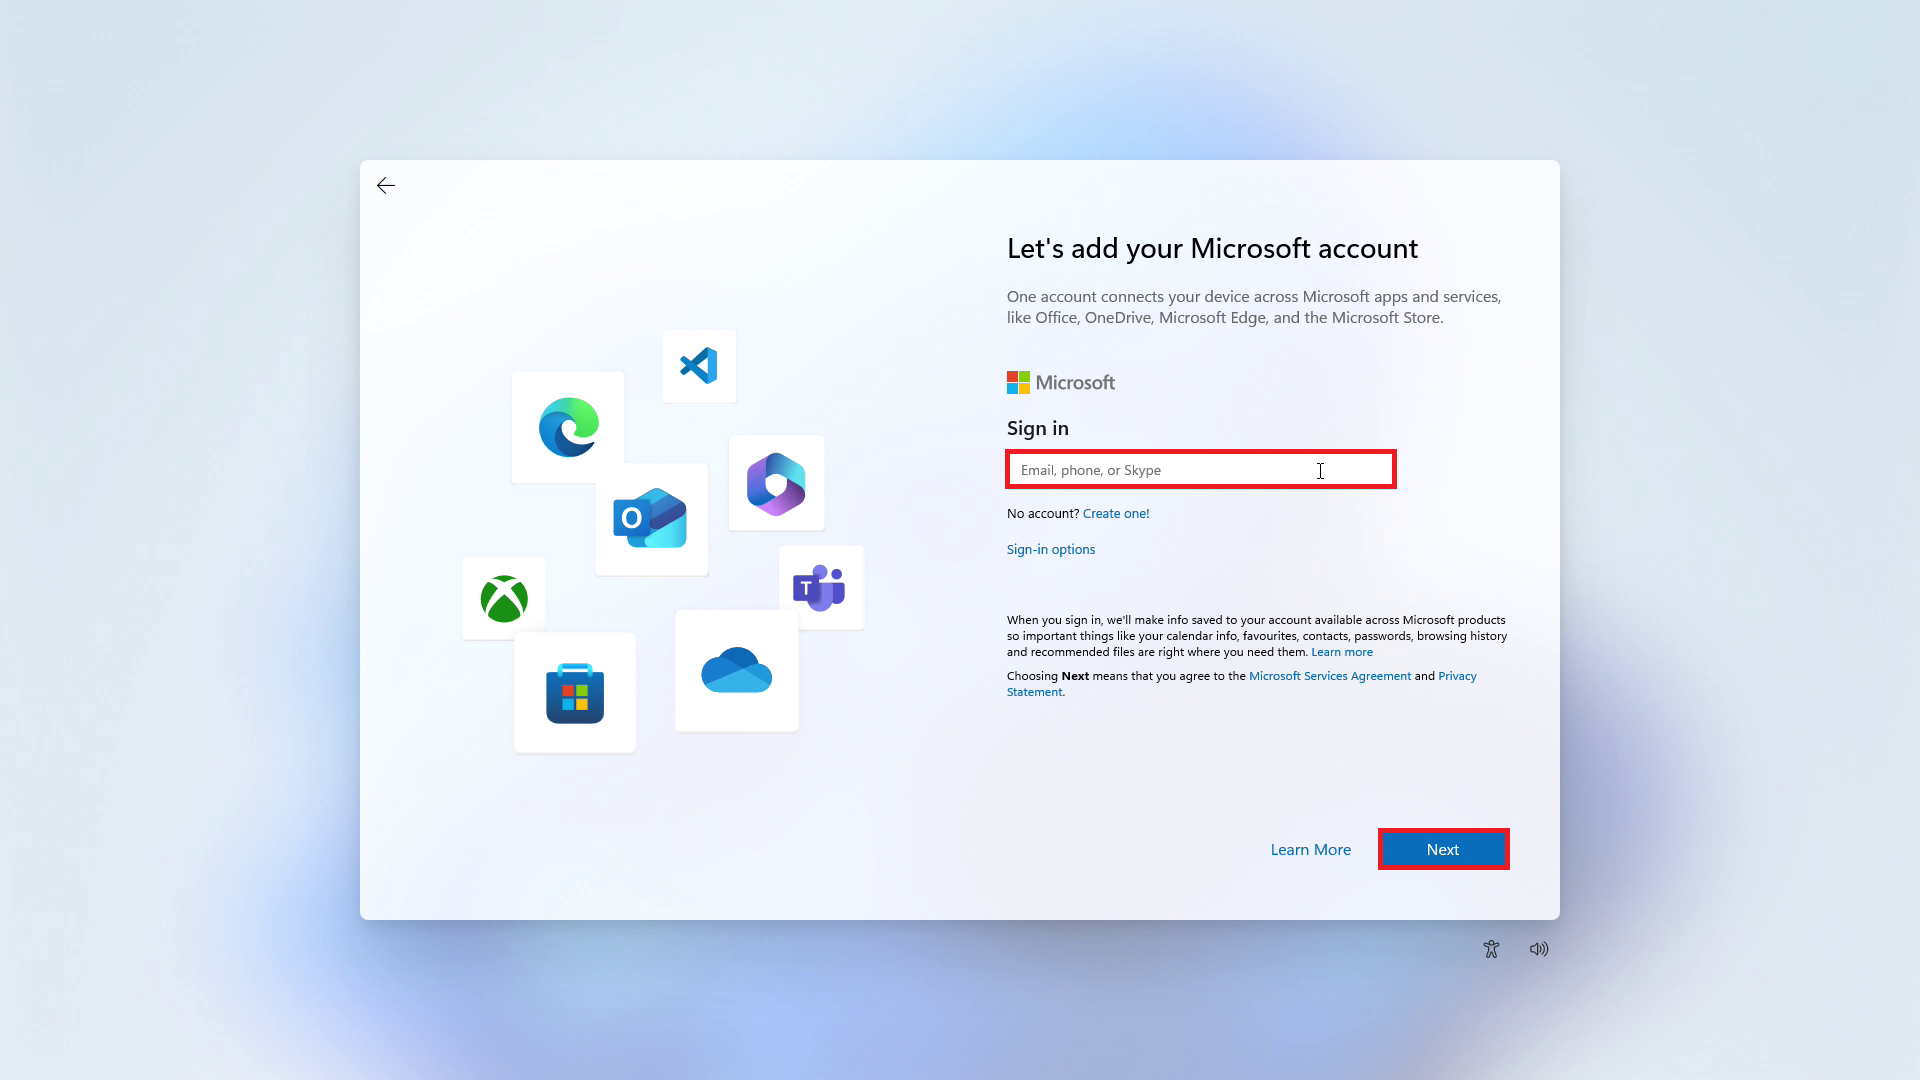 Let's add your Microsoft account
One account connects your device across Microsoft apps and services,
like Office, OneDrive, Microsoft Edge, and the Microsoft Store.
Microsoft
Sign in
Email, phone, or Skype
No account? Create one!
Sign-in options
When you sign in, we'll make info saved to your account available across Microsoft products
so important things like your calendar info, favourites, contacts, passwords, browsing history
and recommended files are right where you need them. Learn more
Choosing Next means that you agree to the Microsoft Services Agreement and Privacy
Statement.
Learn More
Next
O
T